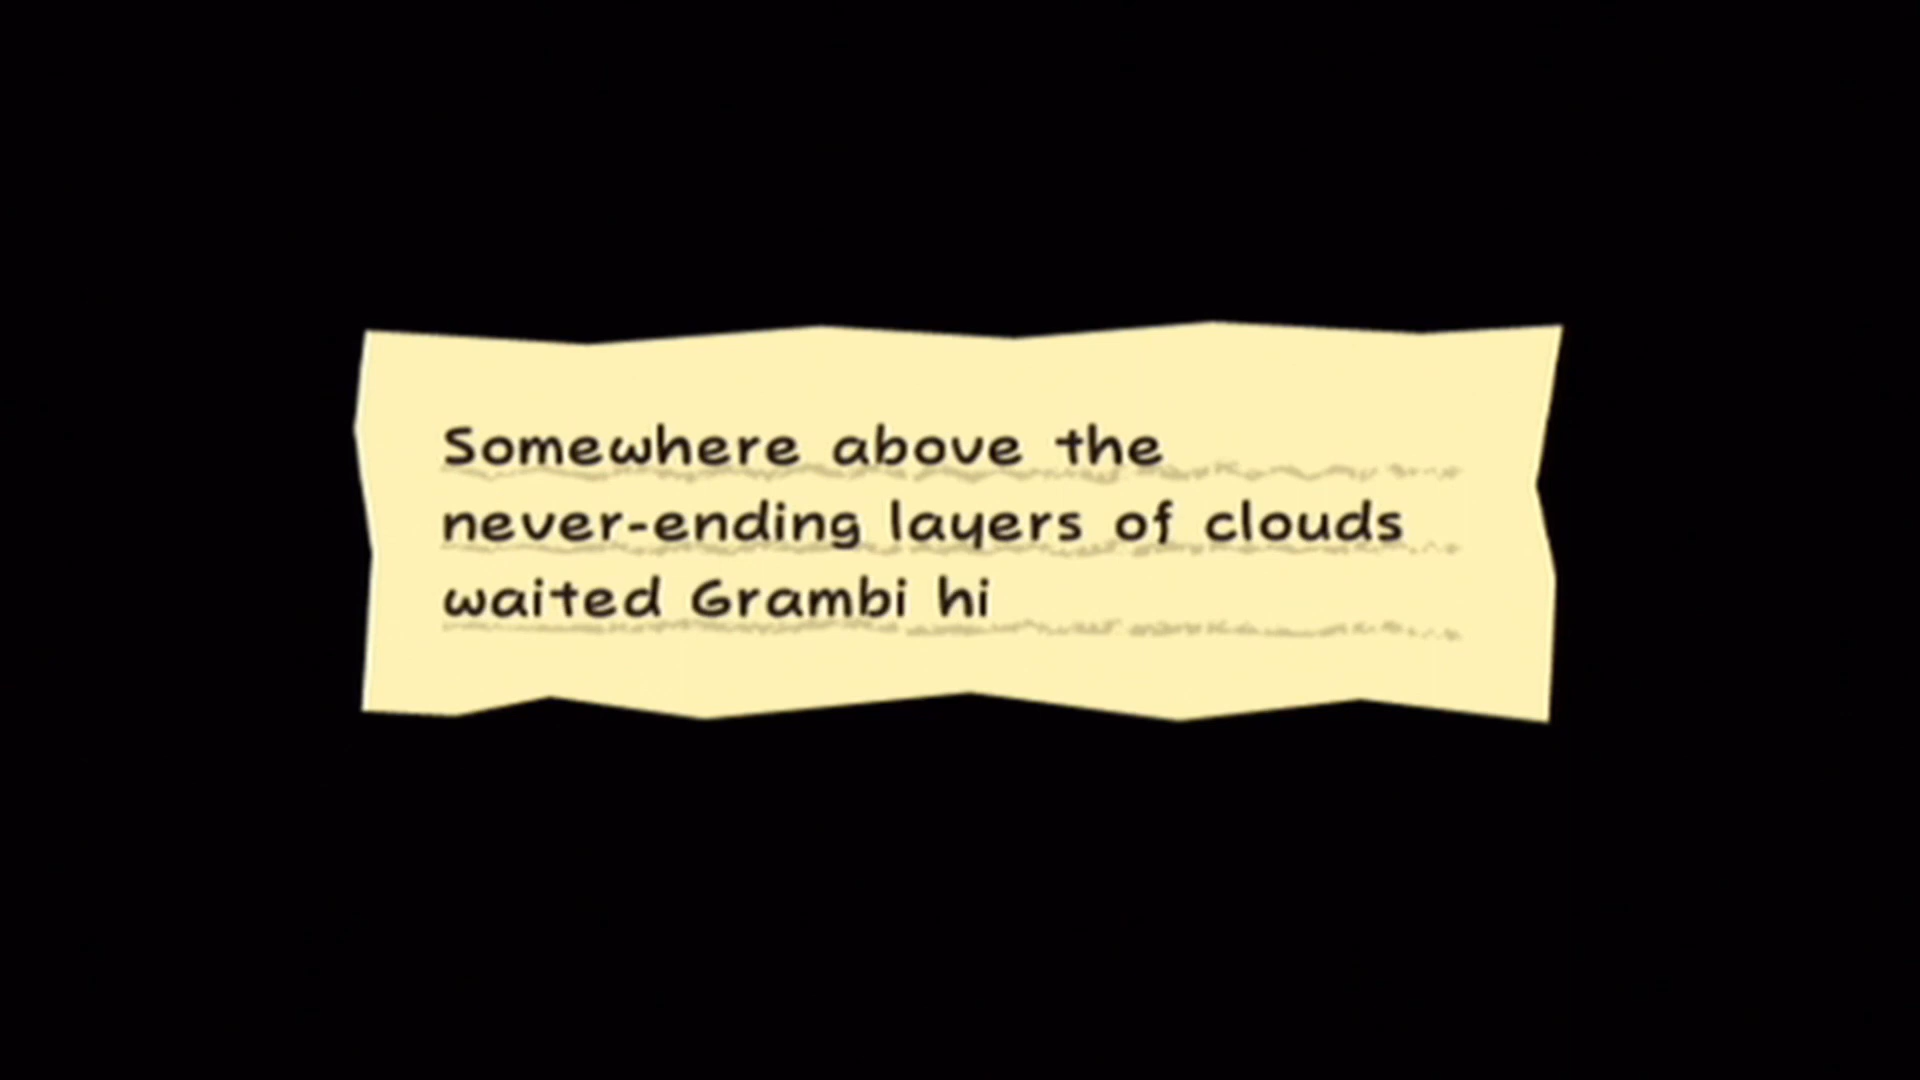 Somewhere above the
never-ending layers of clouds
waited Grambi hi